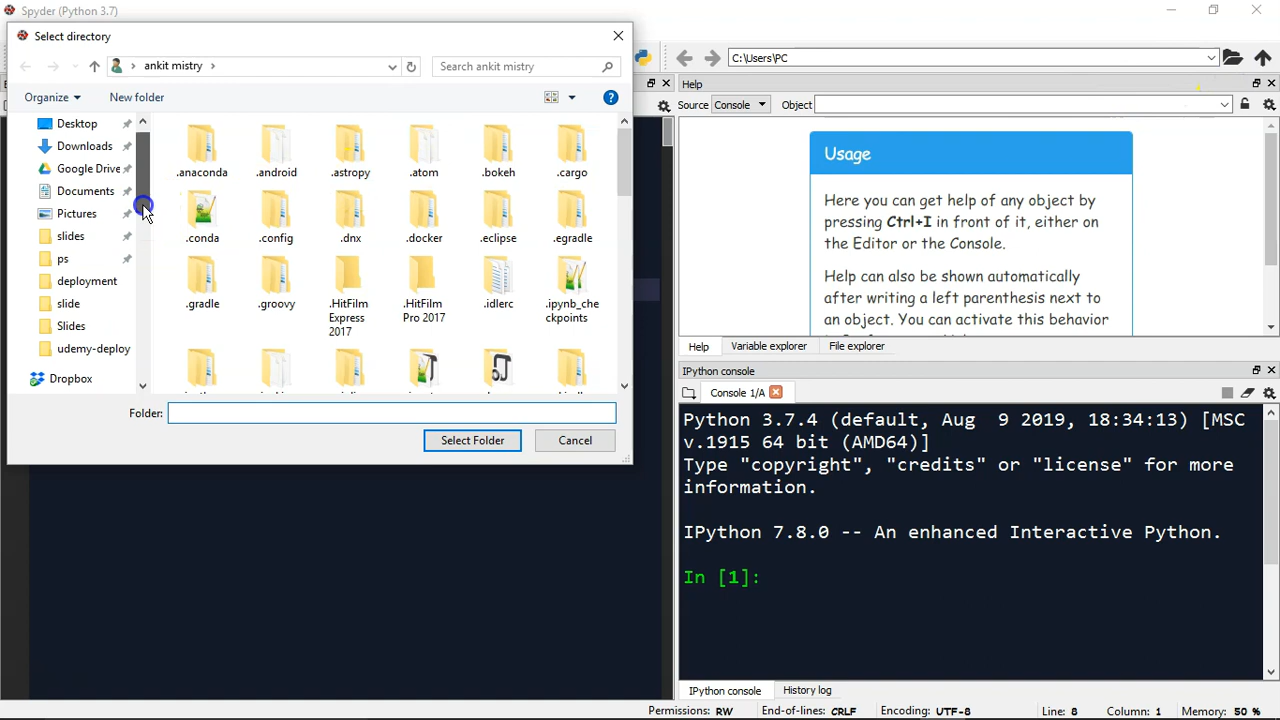 Spyder (Python 3.7)
Select directory
ankit mistry
Search ankit mistry
C:\Users\PC
Organize
New folder
Help
Source Console Object
Desktop
Downloads
Google Drive
Documents
Pictures
slides
ps
deployment
slide
Slides
udemy-deploy
Dropbox
.anaconda .android .astropy .atom .bokeh .cargo
.conda .config .dnx .docker .eclipse .egradle
.gradle .groovy .HitFilm Express 2017 .HitFilm Pro 2017 .idlerc .ipynb_checkpoints
Folder:
Select Folder Cancel
Usage
Here you can get help of any object by
pressing Ctrl+I in front of it, either on
the Editor or the Console.
Help can also be shown automatically
after writing a left parenthesis next to
an object. You can activate this behavior
Help Variable explorer File explorer
IPython console
Console 1/A
Python 3.7.4 (default, Aug  9 2019, 18:34:13) [MSC
v.1915 64 bit (AMD64)]
Type "copyright", "credits" or "license" for more
information.
IPython 7.8.0 -- An enhanced Interactive Python.
In [1]:
IPython console History log
Permissions: RW End-of-lines: CRLF Encoding: UTF-8 Line: 8 Column: 1 Memory: 50 %